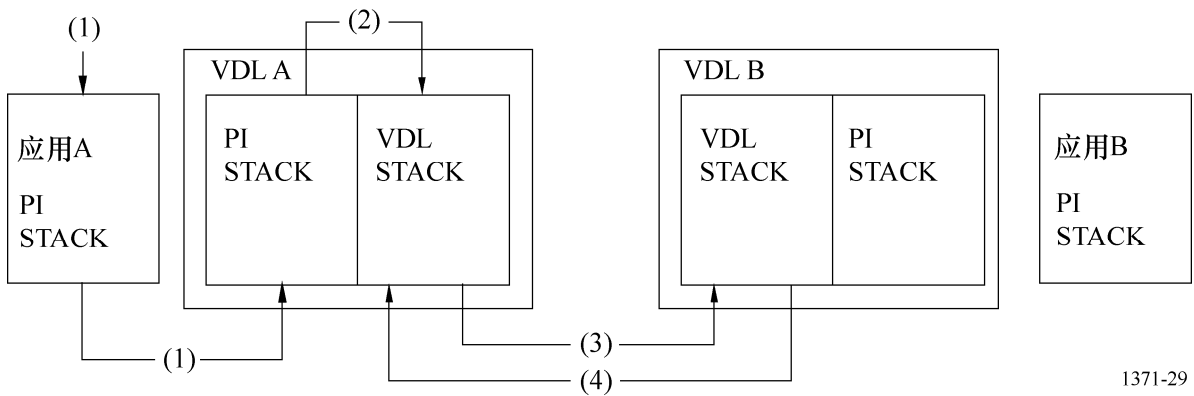 (1)
(2)
VDL A
VDL B
应用A
PI
STACK
PI
STACK
VDL
STACK
VDL
STACK
PI
STACK
应用B
PI
STACK
(1)
(3)
(4)
1371-29